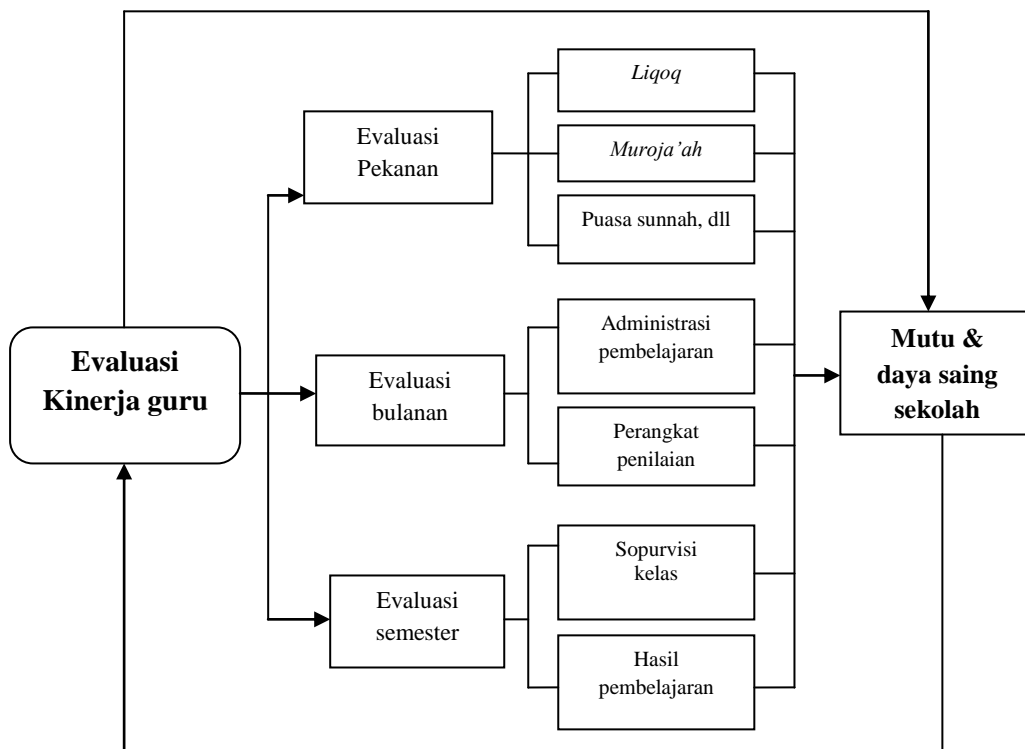 Evaluasi
Kinerja guru
Evaluasi
Pekanan
Liqoq
Muroja’ah
Puasa sunnah, dll
Evaluasi
bulanan
Administrasi
pembelajaran
Perangkat
penilaian
Evaluasi
semester
Sopurvisi
kelas
Hasil
pembelajaran
Mutu &
daya saing
sekolah